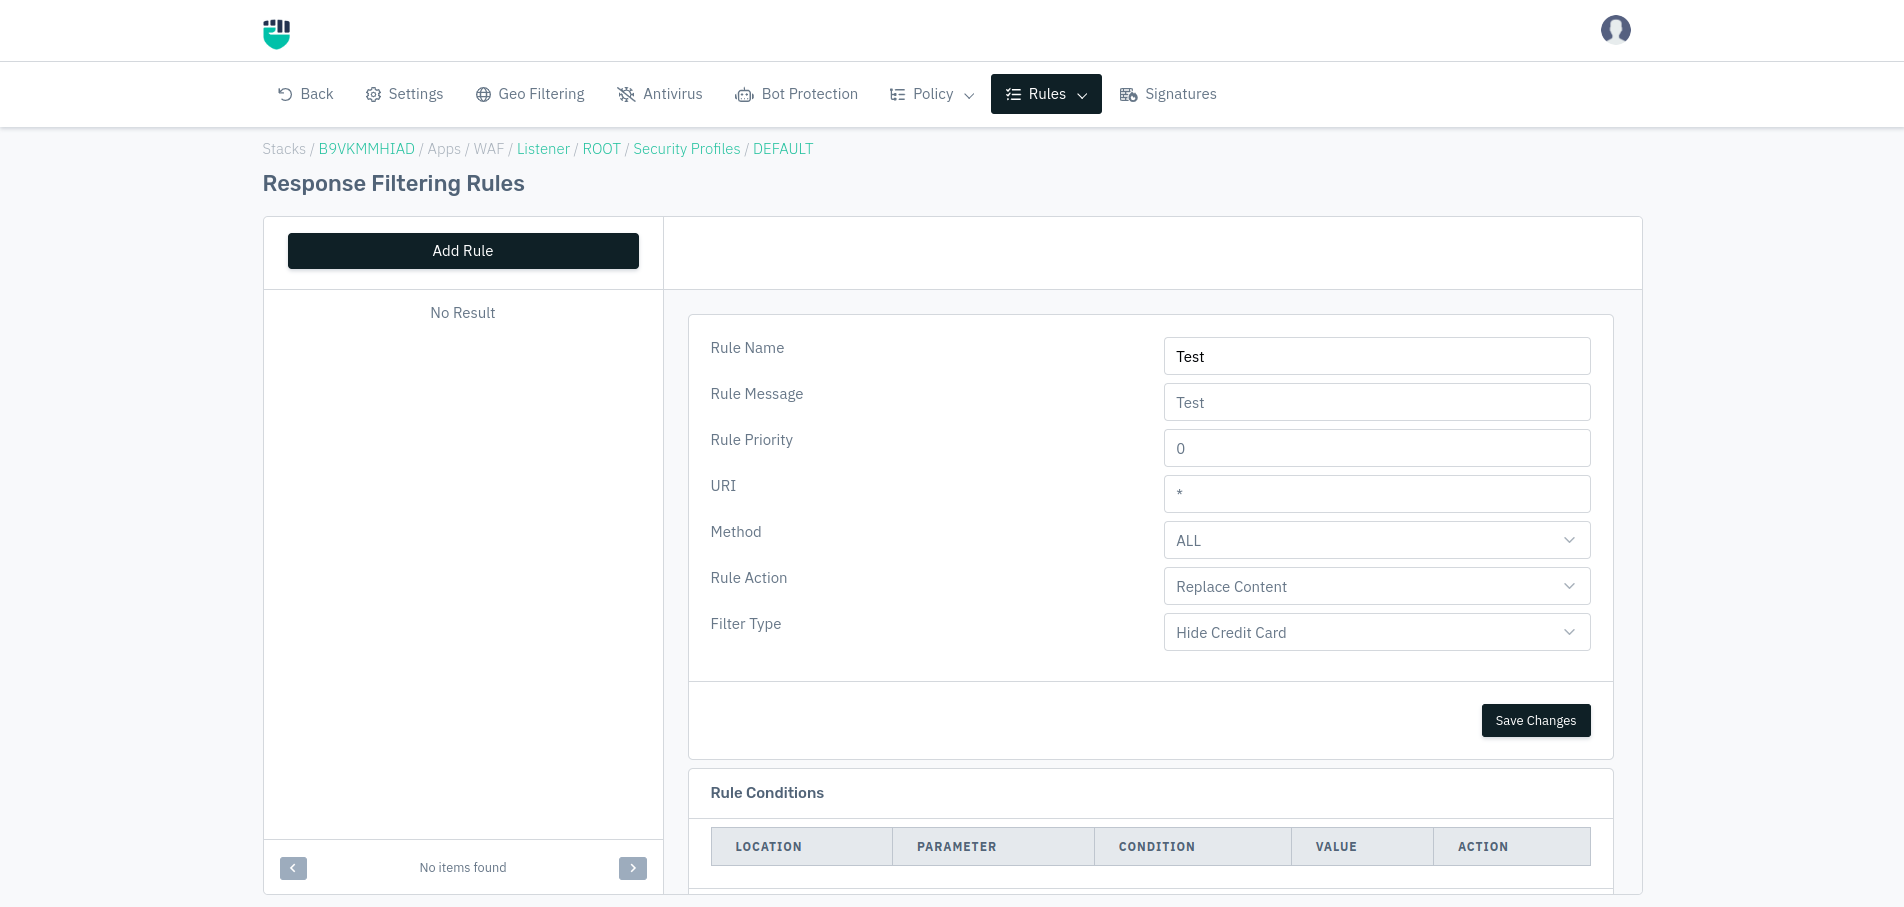 Back Settings Geo Filtering Antivirus Bot Protection Policy Rules Signatures
Stacks / B9VKMMHIAD / Apps / WAF / Listener / ROOT / Security Profiles / DEFAULT
Response Filtering Rules
Add Rule
No Result
Rule Name
Test
Rule Message
Test
Rule Priority
0
URI
*
Method
ALL
Rule Action
Replace Content
Filter Type
Hide Credit Card
Save Changes
Rule Conditions
LOCATION PARAMETER CONDITION VALUE ACTION
No items found